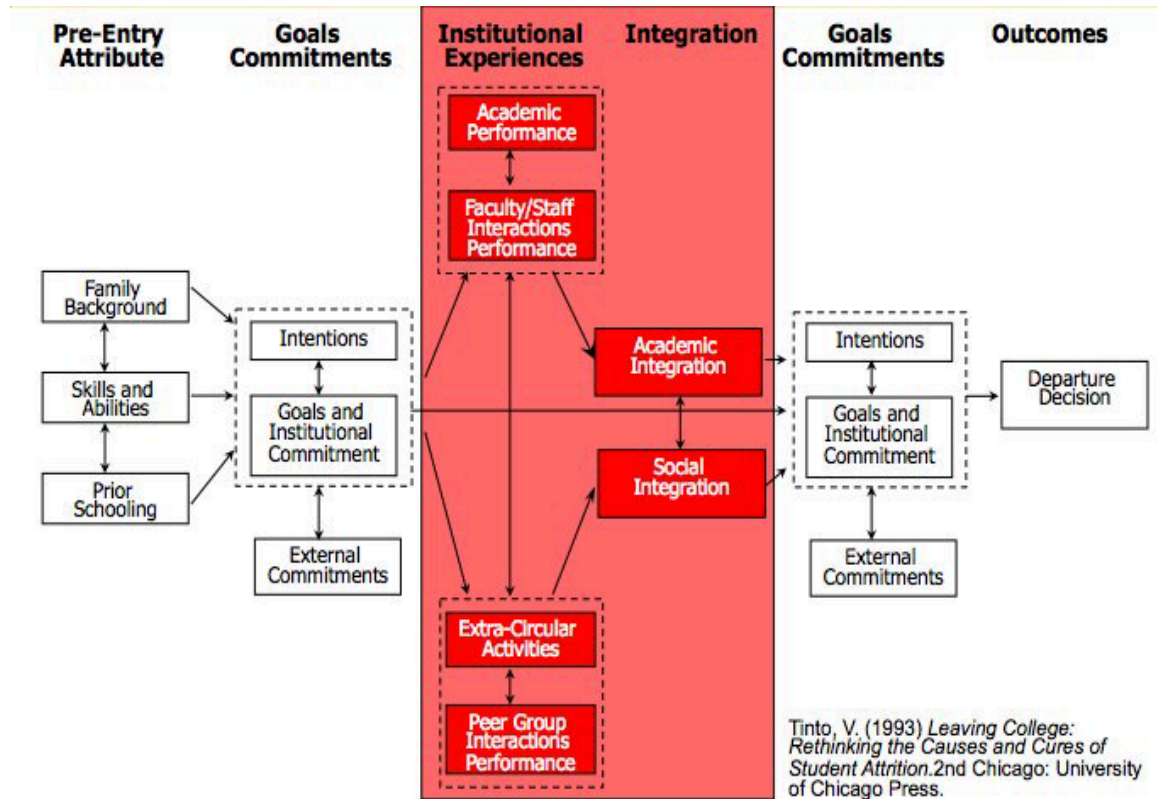 Pre-Entry
Attribute
Goals
Commitments
Institutional
Experiences
Integration
Goals
Commitments
Outcomes
Academic
Performance
Faculty/Staff
Interactions
Performance
Family
Background
Skills and
Abilities
Prior
Schooling
Intentions
Goals and
Institutional
Commitment
External
Commitments
Academic
Integration
Social
Integration
Extra-Circular
Activities
Peer Group
Interactions
Performance
Intentions
Goals and
Institutional
Commitment
External
Commitments
Departure
Decision
Tinto, V. (1993) Leaving College:
Rethinking the Causes and Cures of
Student Attrition.2nd Chicago: University
of Chicago Press.